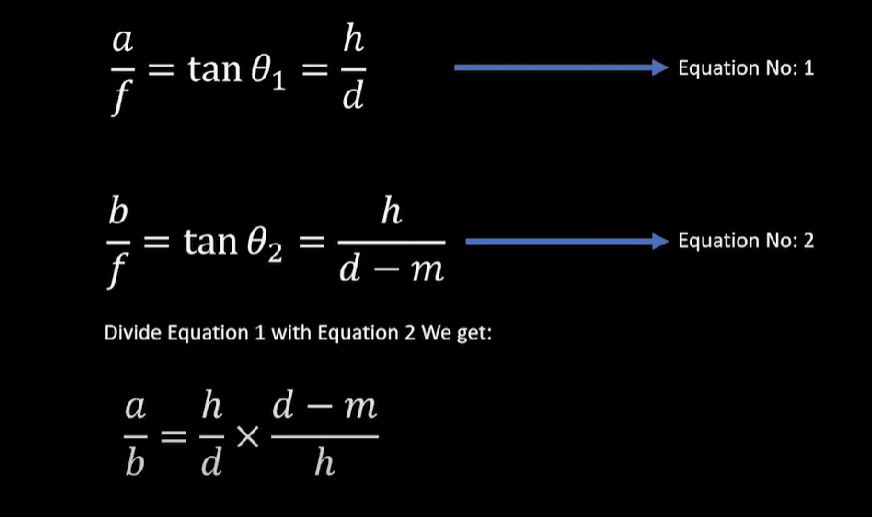 a/f = tan θ₁ = h/d Equation No: 1
b/f = tan θ₂ = h/(d − m) Equation No: 2
Divide Equation 1 with Equation 2 We get:
a/b = h/d × (d − m)/h